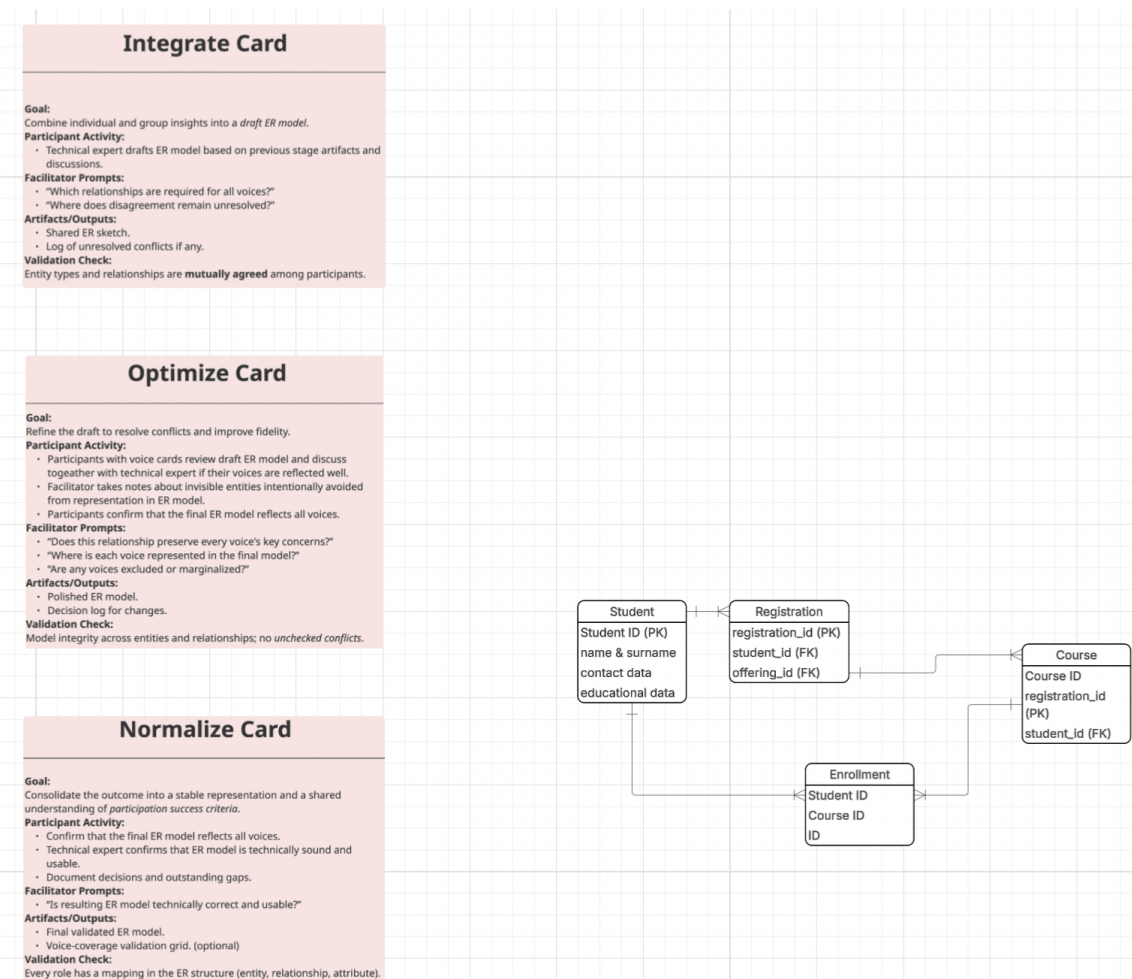 Integrate Card
Goal:
Combine individual and group insights into a draft ER model.
Participant Activity:
• Technical expert drafts ER model based on previous stage artifacts and
discussions.
Facilitator Prompts:
• “Which relationships are required for all voices?”
• “Where does disagreement remain unresolved?”
Artifacts/Outputs:
• Shared ER sketch.
• Log of unresolved conflicts if any.
Validation Check:
Entity types and relationships are mutually agreed among participants.
Optimize Card
Goal:
Refine the draft to resolve conflicts and improve fidelity.
Participant Activity:
• Participants with voice cards review draft ER model and discuss
togeather with technical expert if their voices are reflected well.
• Facilitator takes notes about invisible entities intentionally avoided
from representation in ER model.
• Participants confirm that the final ER model reflects all voices.
Facilitator Prompts:
• “Does this relationship preserve every voice's key concerns?”
• “Where is each voice represented in the final model?”
• “Are any voices excluded or marginalized?”
Artifacts/Outputs:
• Polished ER model.
• Decision log for changes.
Validation Check:
Model integrity across entities and relationships; no unchecked conflicts.
Normalize Card
Goal:
Consolidate the outcome into a stable representation and a shared
understanding of participation success criteria.
Participant Activity:
• Confirm that the final ER model reflects all voices.
• Technical expert confirms that ER model is technically sound and
usable.
• Document decisions and outstanding gaps.
Facilitator Prompts:
• “Is resulting ER model technically correct and usable?”
Artifacts/Outputs:
• Final validated ER model.
• Voice-coverage validation grid. (optional)
Validation Check:
Every role has a mapping in the ER structure (entity, relationship, attribute).
Student
Student ID (PK)
name & surname
contact data
educational data
Registration
registration_id (PK)
student_id (FK)
offering_id (FK)
Course
Course ID
registration_id
(PK)
student_id (FK)
Enrollment
Student ID
Course ID
ID